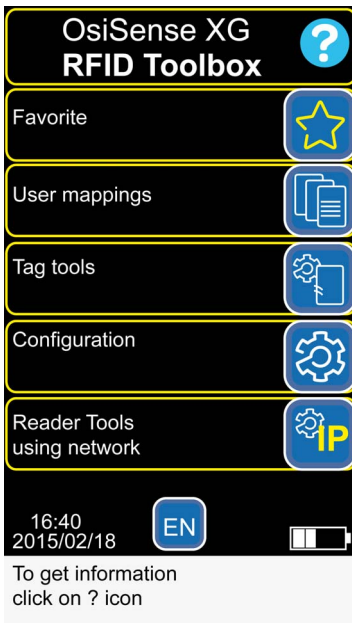 OsiSense XG
RFID Toolbox
?
Favorite
User mappings
Tag tools
Configuration
Reader Tools
using network
IP
16:40
2015/02/18
EN
To get information
click on ? icon